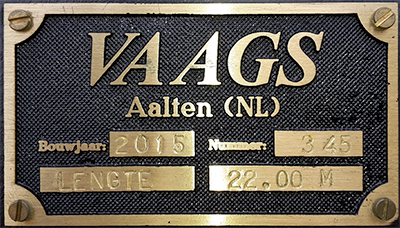 VAAGS
Aalten (NL)
Bouwjaar: 2015 Nummer: 345
LENGTE 22.00 M